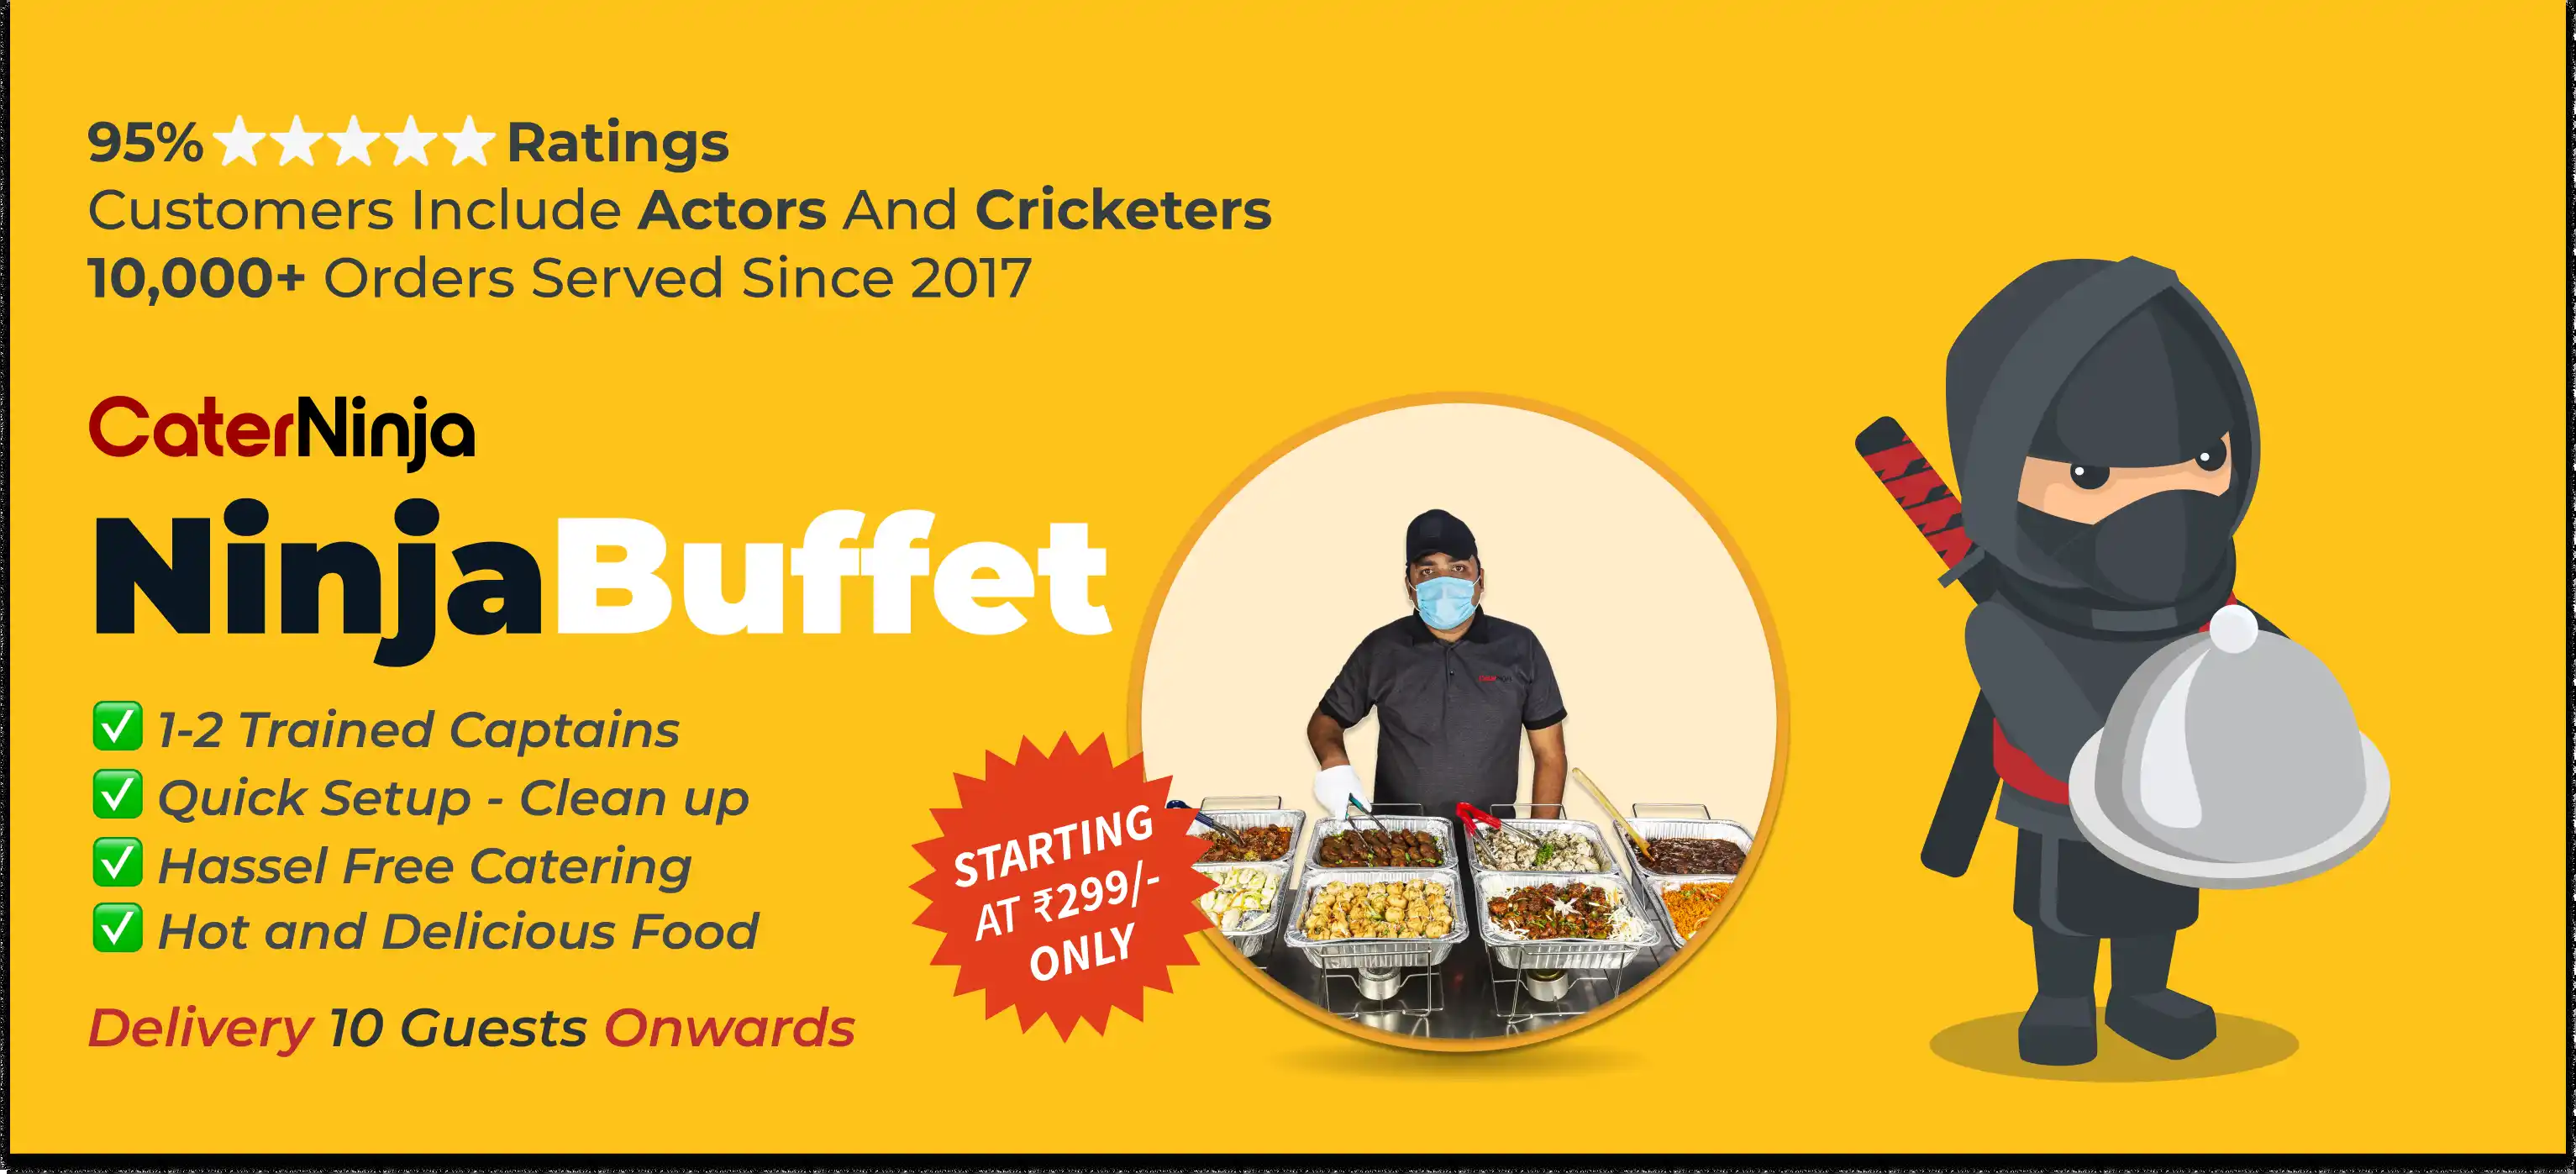 95% ★★★★★ Ratings
Customers Include Actors And Cricketers
10,000+ Orders Served Since 2017
CaterNinja
NinjaBuffet
✅ 1-2 Trained Captains
✅ Quick Setup - Clean up
✅ Hassel Free Catering
✅ Hot and Delicious Food
Delivery 10 Guests Onwards
STARTING
AT ₹299/-
ONLY